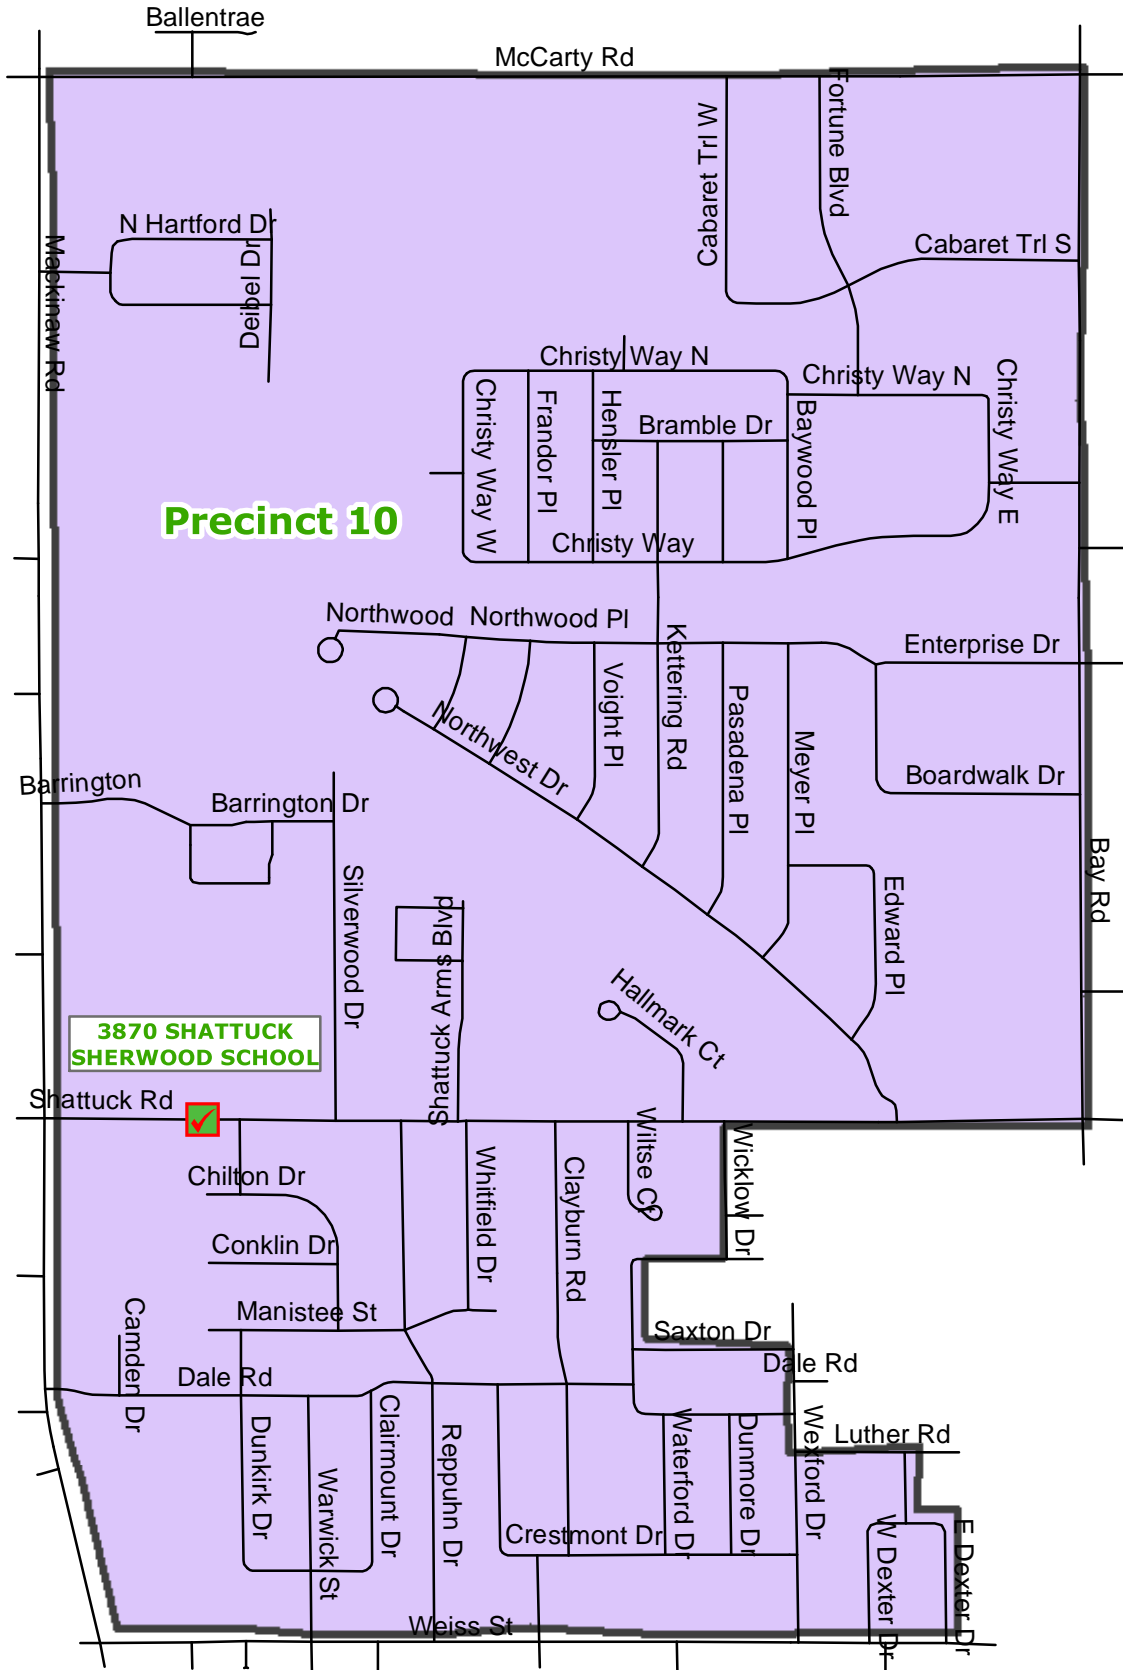 Ballentrae
McCarty Rd
Fortune Blvd
Cabaret Trl W
N Hartford Dr
Deidel Dr
Mackinaw Rd
Cabaret Trl S
Christy Way N
Christy Way N
Christy Way E
Christy Way W
Frandor Pl
Hensler Pl
Bramble Dr
Baywood Pl
Precinct 10
Christy Way
Northwood
Northwood Pl
Kettering Rd
Enterprise Dr
Voight Pl
Pasadena Pl
Meyer Pl
Northwest Dr
Boardwalk Dr
Barrington
Barrington Dr
Bay Rd
Silverwood Dr
Shattuck Arms Blvd
Edward Pl
Hallmark Ct
3870 SHATTUCK
SHERWOOD SCHOOL
Shattuck Rd
Wiltse Ct
Wicklow Dr
Whitfield Dr
Clayburn Rd
Chilton Dr
Conklin Dr
Manistee St
Camden Dr
Saxton Dr
Dale Rd
Dale Rd
Dunkirk Dr
Warwick St
Clairmount Dr
Reppuhn Dr
Waterford Dr
Dunmore Dr
Wexford Dr
Luther Rd
Crestmont Dr
W Dexter Dr
E Dexter Dr
Weiss St